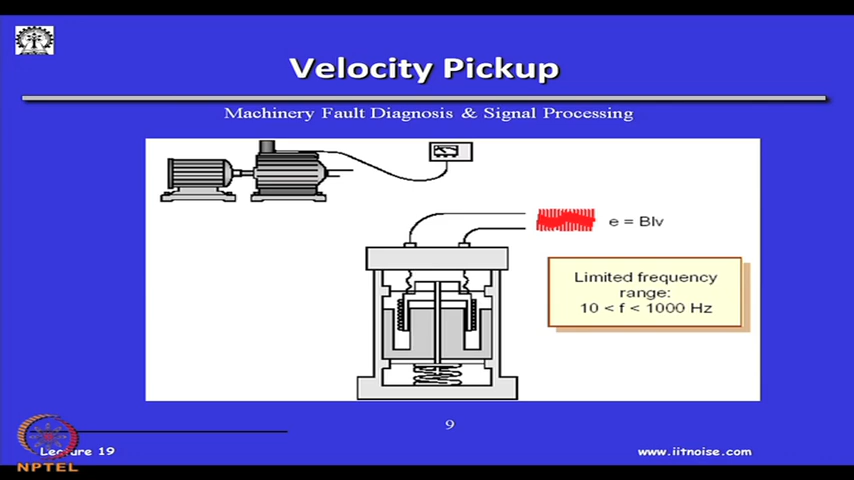 Velocity Pickup
Machinery Fault Diagnosis & Signal Processing
e = Blv
Limited frequency
range:
10 < f < 1000 Hz
9
Lecture 19
www.iitnoise.com
NPTEL